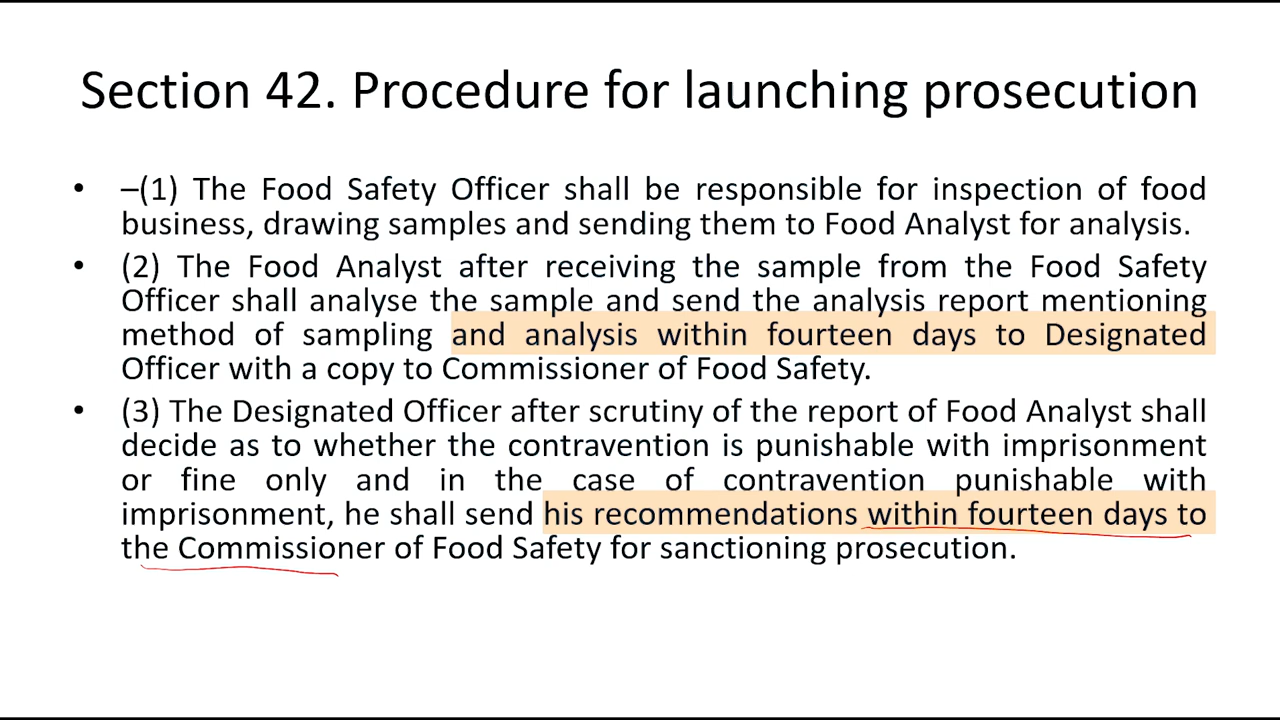 Section 42. Procedure for launching prosecution
• –(1) The Food Safety Officer shall be responsible for inspection of food
business, drawing samples and sending them to Food Analyst for analysis.
• (2) The Food Analyst after receiving the sample from the Food Safety
Officer shall analyse the sample and send the analysis report mentioning
method of sampling and analysis within fourteen days to Designated
Officer with a copy to Commissioner of Food Safety.
• (3) The Designated Officer after scrutiny of the report of Food Analyst shall
decide as to whether the contravention is punishable with imprisonment
or fine only and in the case of contravention punishable with
imprisonment, he shall send his recommendations within fourteen days to
the Commissioner of Food Safety for sanctioning prosecution.